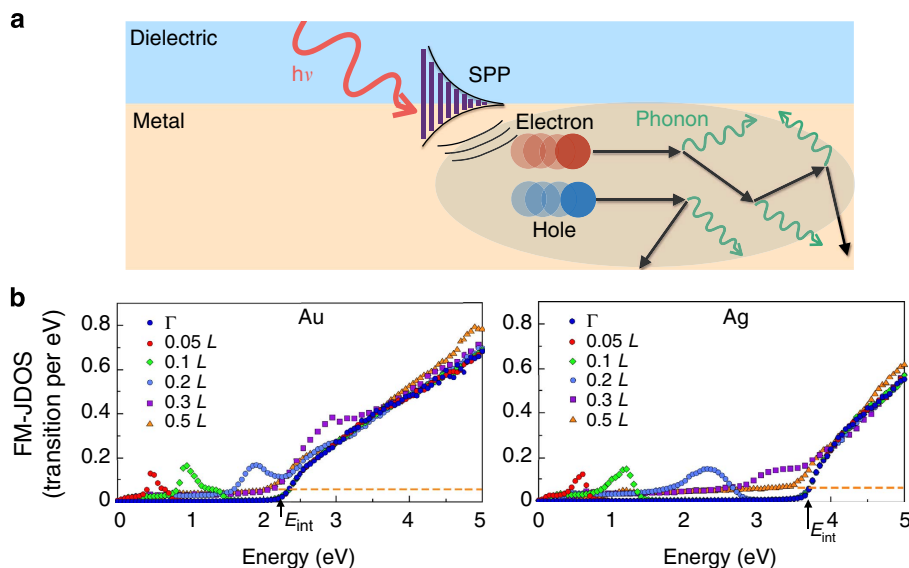 a
Dielectric
hν
SPP
Metal
Electron
Phonon
Hole
b
FM-JDOS
(transition per eV)
Au
0.8
0.6
0.4
0.2
0
Γ
0.05 L
0.1 L
0.2 L
0.3 L
0.5 L
0 1 2 3 4 5
E_int
Energy (eV)
Ag
0.8
0.6
0.4
0.2
0
Γ
0.05 L
0.1 L
0.2 L
0.3 L
0.5 L
0 1 2 3 4 5
E_int
Energy (eV)